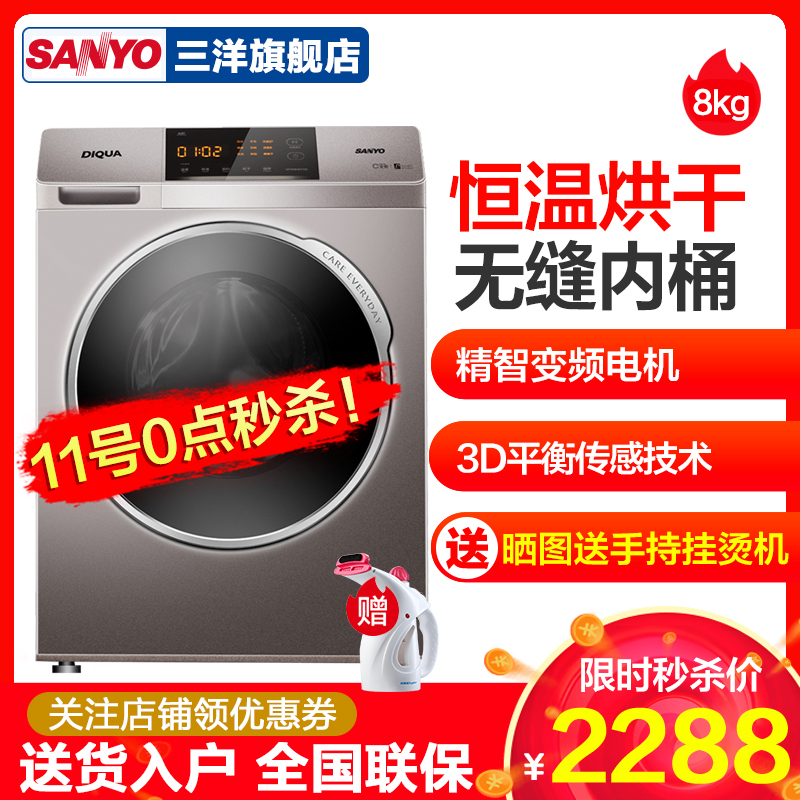 SANYO 三洋旗舰店
8kg
DIQUA
01:02
SANYO
CARE EVERYDAY
恒温烘干
无缝内桶
精智变频电机
3D平衡传感技术
送 晒图送手持挂烫机
11号0点秒杀!
赠
限时秒杀价
¥2288
关注店铺领优惠券
送货入户 全国联保